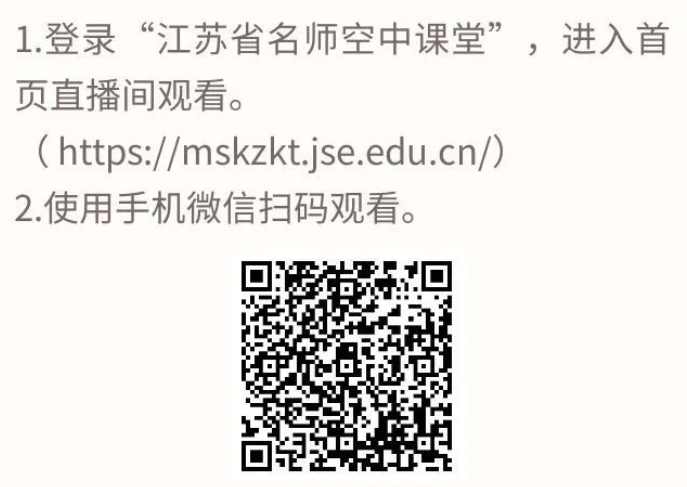 1.登录“江苏省名师空中课堂”，进入首
页直播间观看。
（https://mskzkt.jse.edu.cn/）
2.使用手机微信扫码观看。